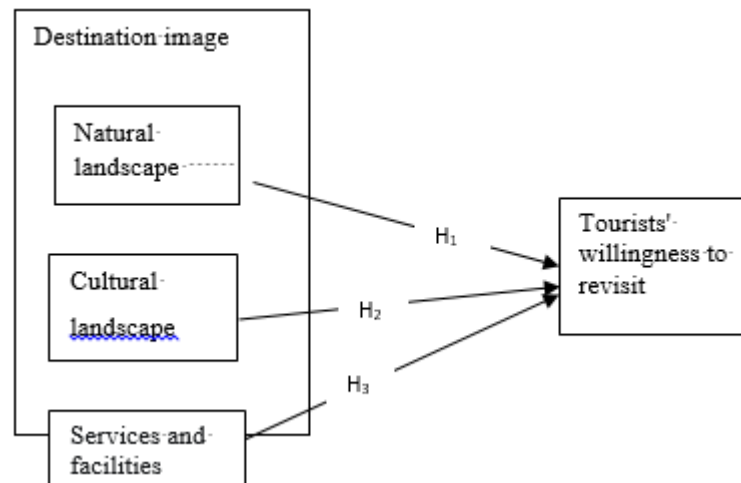 Destination image
Natural
landscape
H₁
Tourists'
willingness to
revisit
Cultural
landscape
H₂
H₃
Services and
facilities